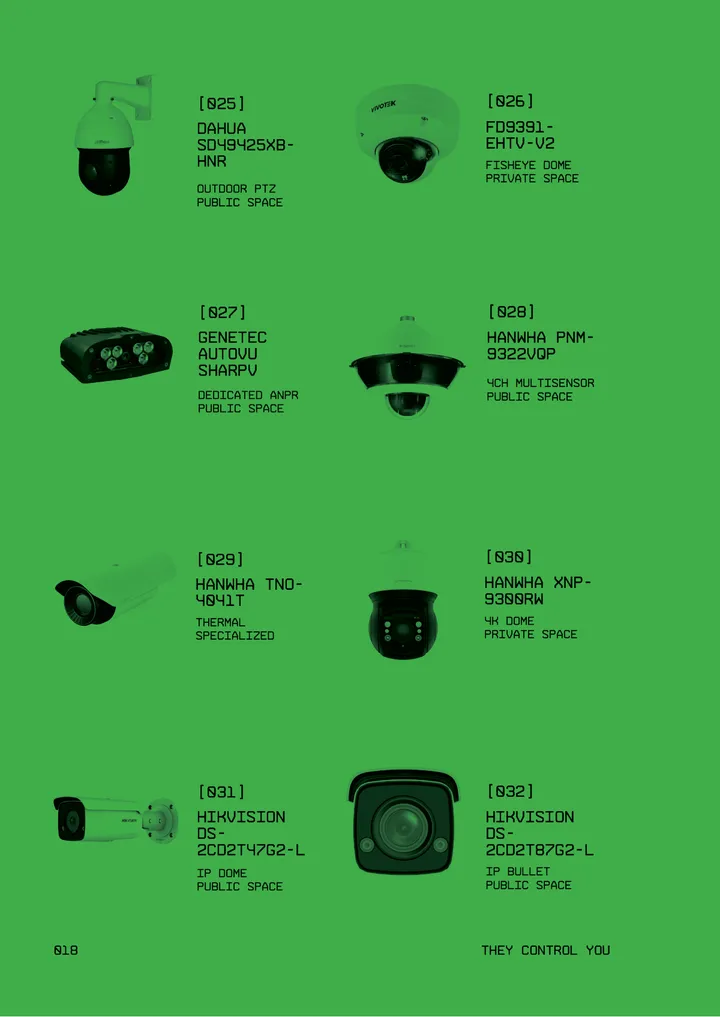 [025]
DAHUA
SD49425XB-
HNR
OUTDOOR PTZ
PUBLIC SPACE
VIVOTEK
[026]
FD9391-
EHTV-V2
FISHEYE DOME
PRIVATE SPACE
[027]
GENETEC
AUTOVU
SHARPV
DEDICATED ANPR
PUBLIC SPACE
[028]
HANWHA PNM-
9322VQP
4CH MULTISENSOR
PUBLIC SPACE
[029]
HANWHA TNO-
4041T
THERMAL
SPECIALIZED
[030]
HANWHA XNP-
9300RW
4K DOME
PRIVATE SPACE
[031]
HIKVISION
DS-
2CD2T47G2-L
IP DOME
PUBLIC SPACE
[032]
HIKVISION
DS-
2CD2T87G2-L
IP BULLET
PUBLIC SPACE
018
THEY CONTROL YOU